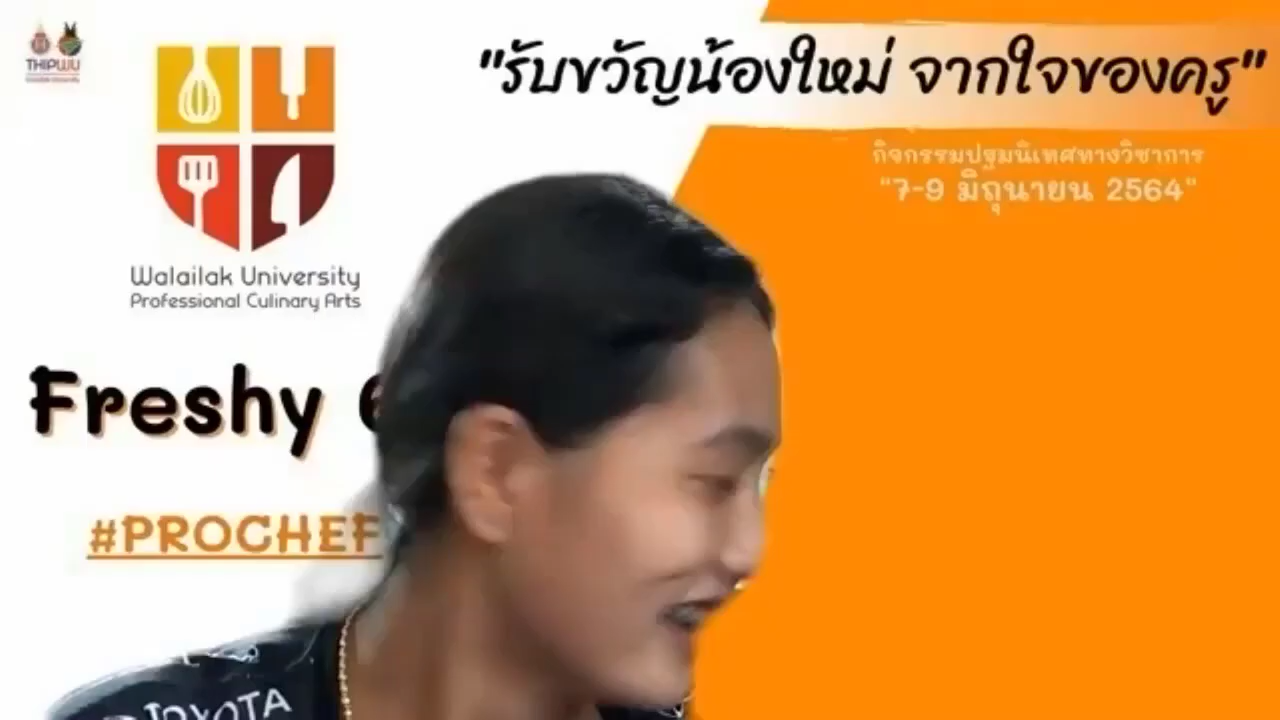 THIPWU
"รับขวัญน้องใหม่ จากใจของครู"
กิจกรรมปฐมนิเทศทางวิชาการ
"7-9 มิถุนายน 2564"
Walailak University
Professional Culinary Arts
Freshy 6
#PROCHEF
TOYOTA